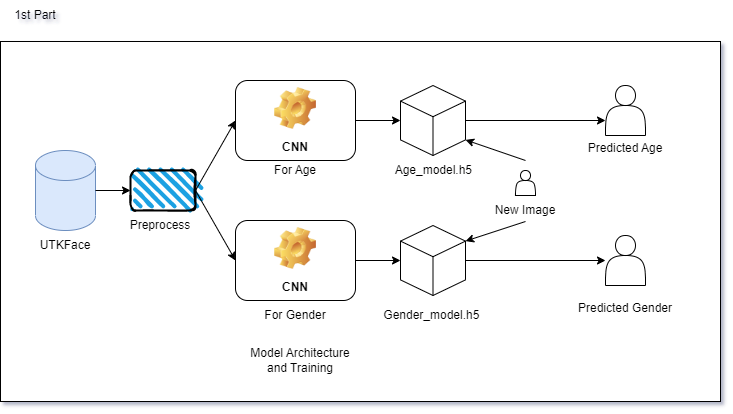 1st Part
CNN
For Age
Age_model.h5
Predicted Age
New Image
UTKFace
Preprocess
CNN
For Gender
Gender_model.h5
Predicted Gender
Model Architecture
and Training